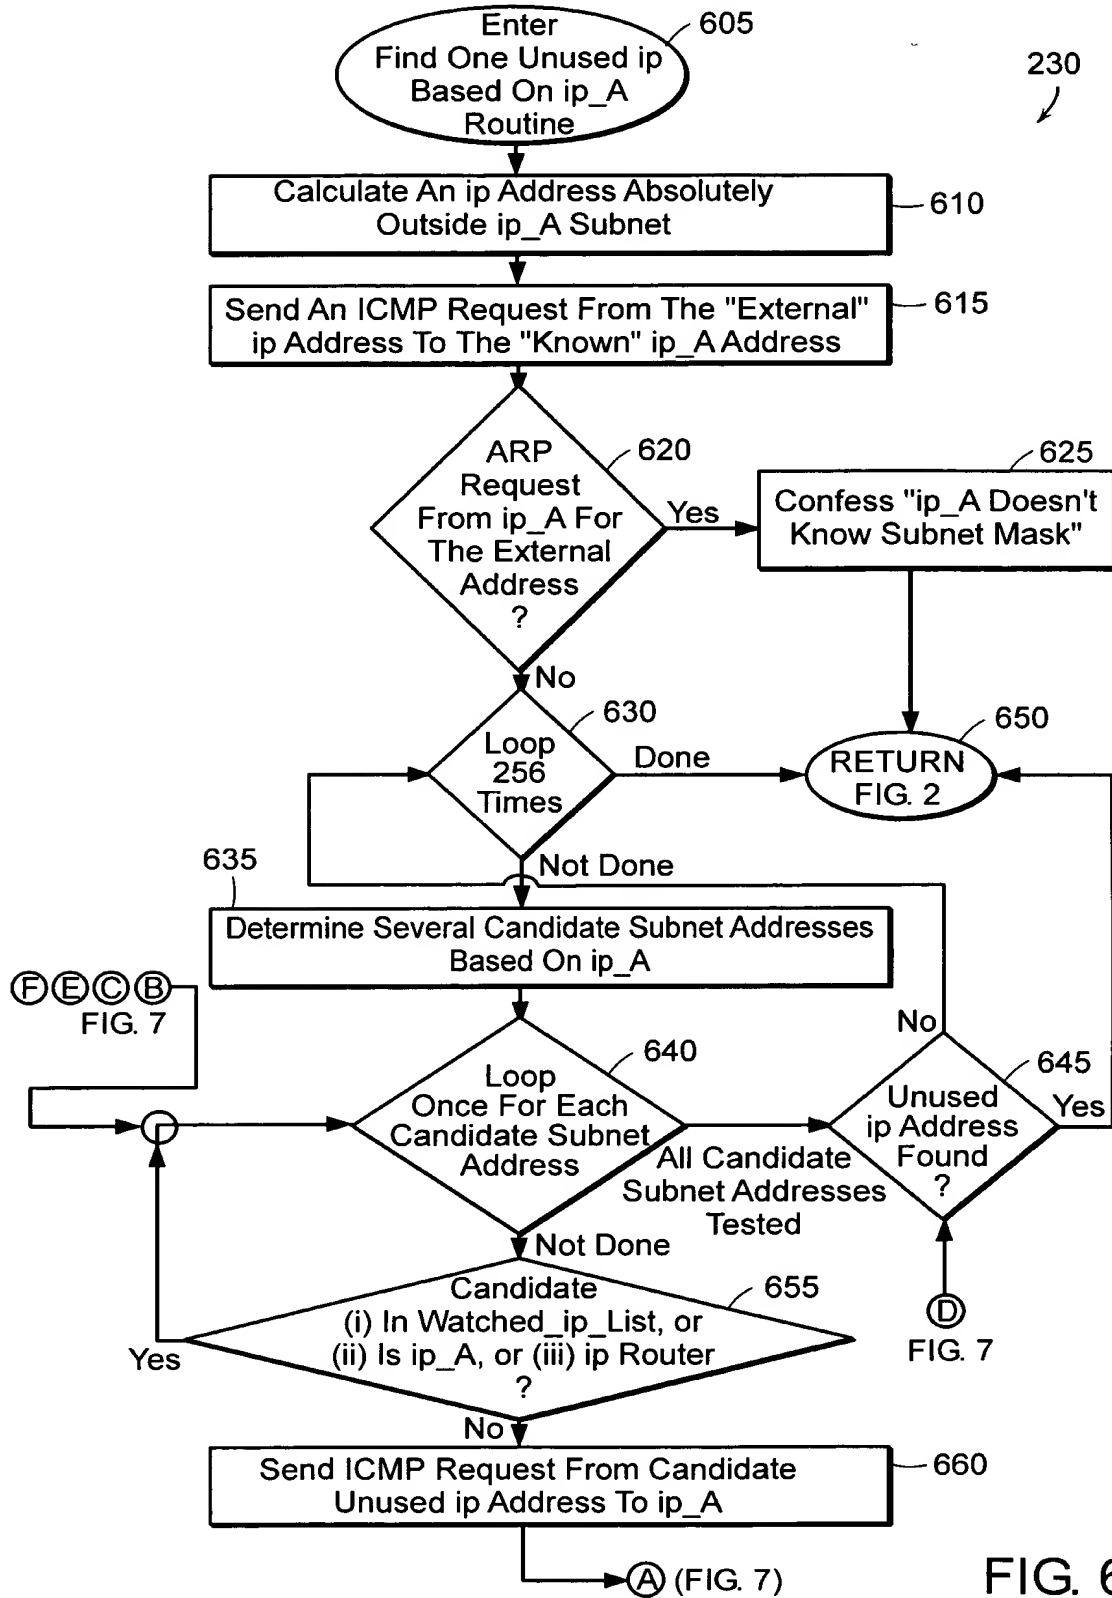 Enter
Find One Unused ip
Based On ip_A
Routine
605
230
Calculate An ip Address Absolutely
Outside ip_A Subnet
610
Send An ICMP Request From The "External"
ip Address To The "Known" ip_A Address
615
ARP
Request
From ip_A For
The External
Address
?
620
Yes
625
Confess "ip_A Doesn't
Know Subnet Mask"
No
Loop
256
Times
630
Done
650
RETURN
FIG. 2
Not Done
635
Determine Several Candidate Subnet Addresses
Based On ip_A
F E C B
FIG. 7
Loop
Once For Each
Candidate Subnet
Address
640
All Candidate
Subnet Addresses
Tested
No
645
Unused
ip Address
Found
?
Yes
Not Done
D
FIG. 7
Candidate
(i) In Watched_ip_List, or
(ii) Is ip_A, or (iii) ip Router
?
655
Yes
No
Send ICMP Request From Candidate
Unused ip Address To ip_A
660
A (FIG. 7)
FIG. 6